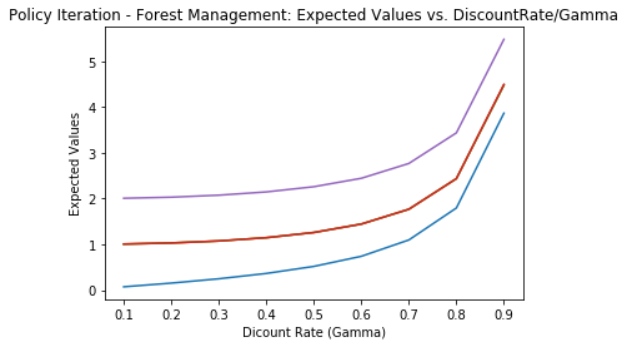 Policy Iteration - Forest Management: Expected Values vs. DiscountRate/Gamma
Expected Values
5
4
3
2
1
0
0.1 0.2 0.3 0.4 0.5 0.6 0.7 0.8 0.9
Dicount Rate (Gamma)